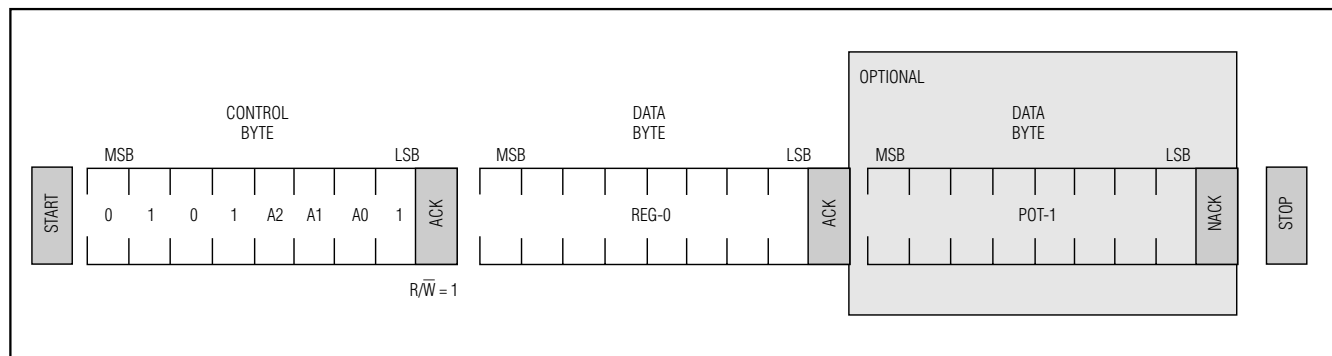 OPTIONAL
CONTROL
BYTE
DATA
BYTE
DATA
BYTE
MSB
LSB
MSB
LSB
MSB
LSB
START
0 1 0 1 A2 A1 A0 1
ACK
REG-0
ACK
POT-1
NACK
STOP
R/W̅ = 1